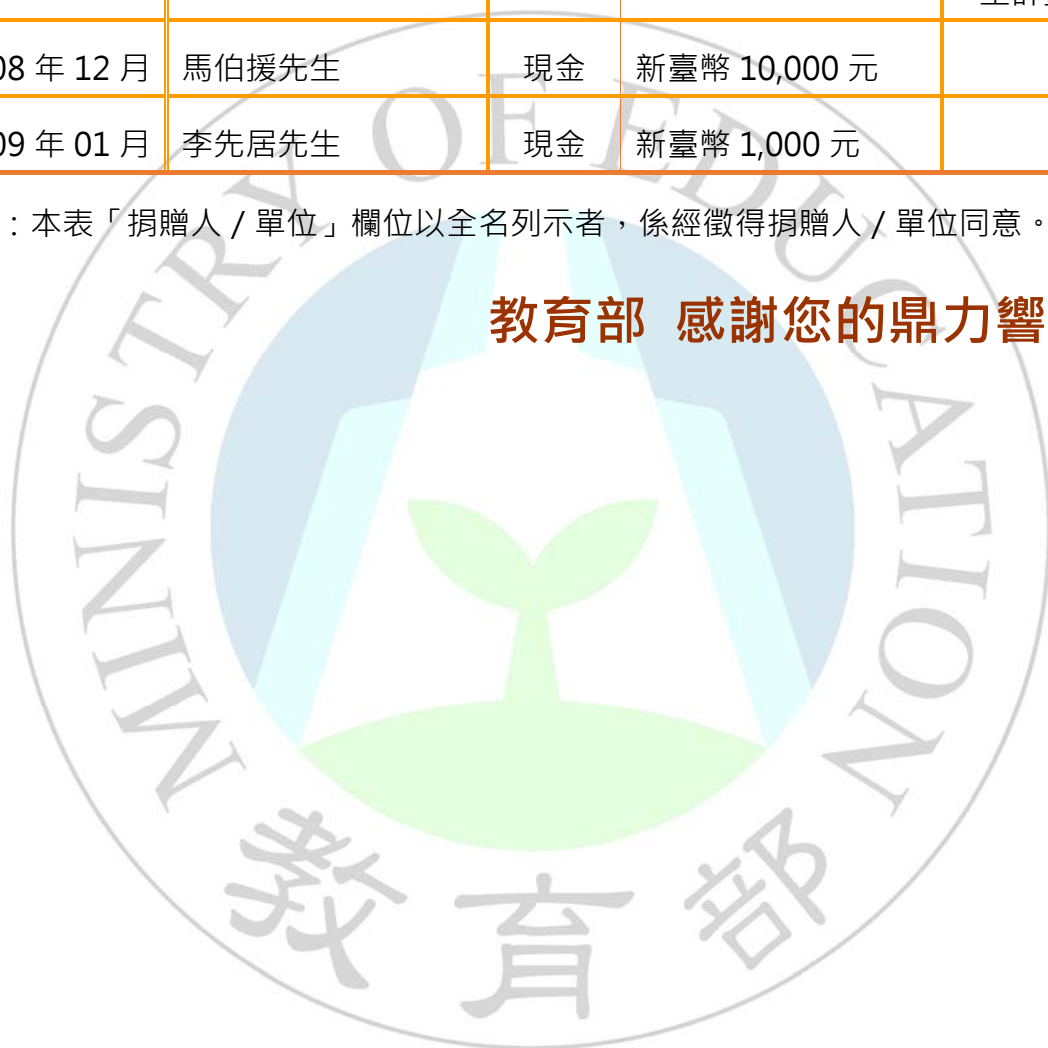 08 年 12 月 馬伯援先生 現金 新臺幣 10,000 元
09 年 01 月 李先居先生 現金 新臺幣 1,000 元
：本表「捐贈人 / 單位」欄位以全名列示者，係經徵得捐贈人 / 單位同意。
教育部 感謝您的鼎力響
MINISTRY OF EDUCATION
教育部